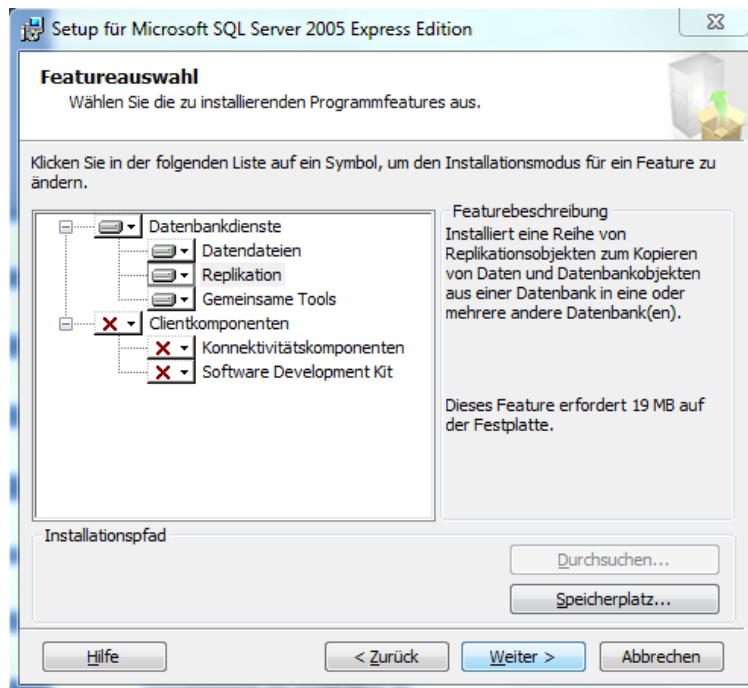 Setup für Microsoft SQL Server 2005 Express Edition
Featureauswahl
Wählen Sie die zu installierenden Programmfeatures aus.
Klicken Sie in der folgenden Liste auf ein Symbol, um den Installationsmodus für ein Feature zu
ändern.
Datenbankdienste
Datendateien
Replikation
Gemeinsame Tools
Clientkomponenten
Konnektivitätskomponenten
Software Development Kit
Featurebeschreibung
Installiert eine Reihe von
Replikationsobjekten zum Kopieren
von Daten und Datenbankobjekten
aus einer Datenbank in eine oder
mehrere andere Datenbank(en).
Dieses Feature erfordert 19 MB auf
der Festplatte.
Installationspfad
Durchsuchen...
Speicherplatz...
Hilfe
< Zurück
Weiter >
Abbrechen